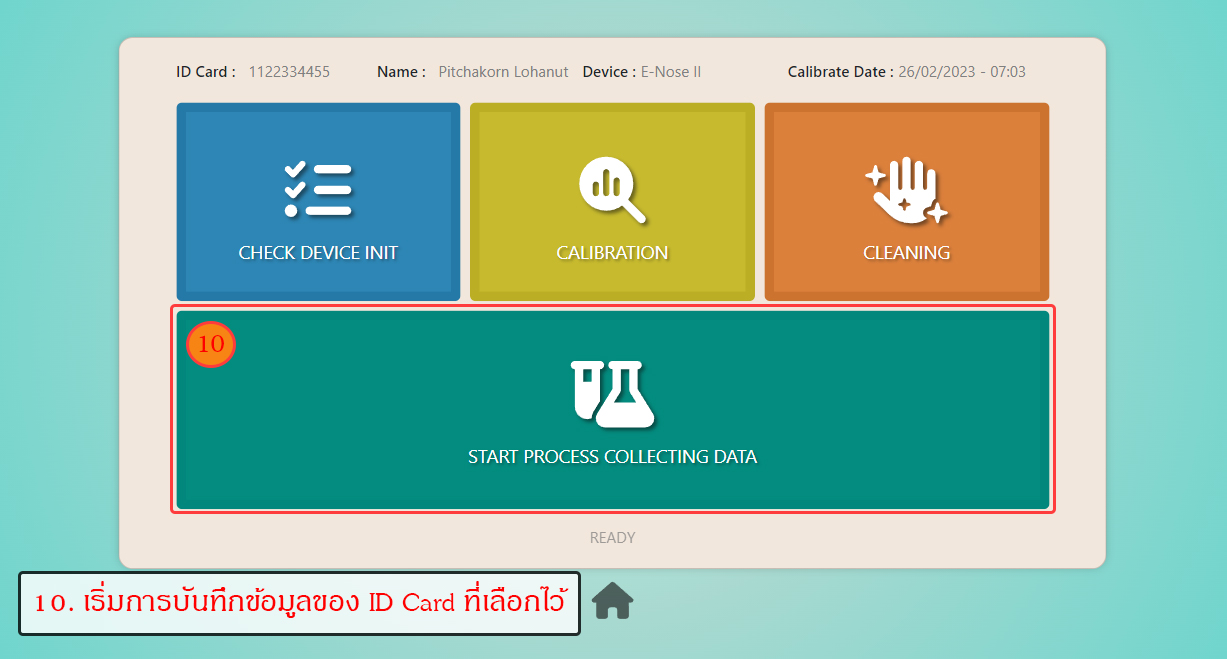 ID Card : 1122334455 Name : Pitchakorn Lohanut Device : E-Nose II Calibrate Date : 26/02/2023 - 07:03
CHECK DEVICE INIT
CALIBRATION
CLEANING
10
START PROCESS COLLECTING DATA
READY
10. เริ่มการบันทึกข้อมูลของ ID Card ที่เลือกไว้